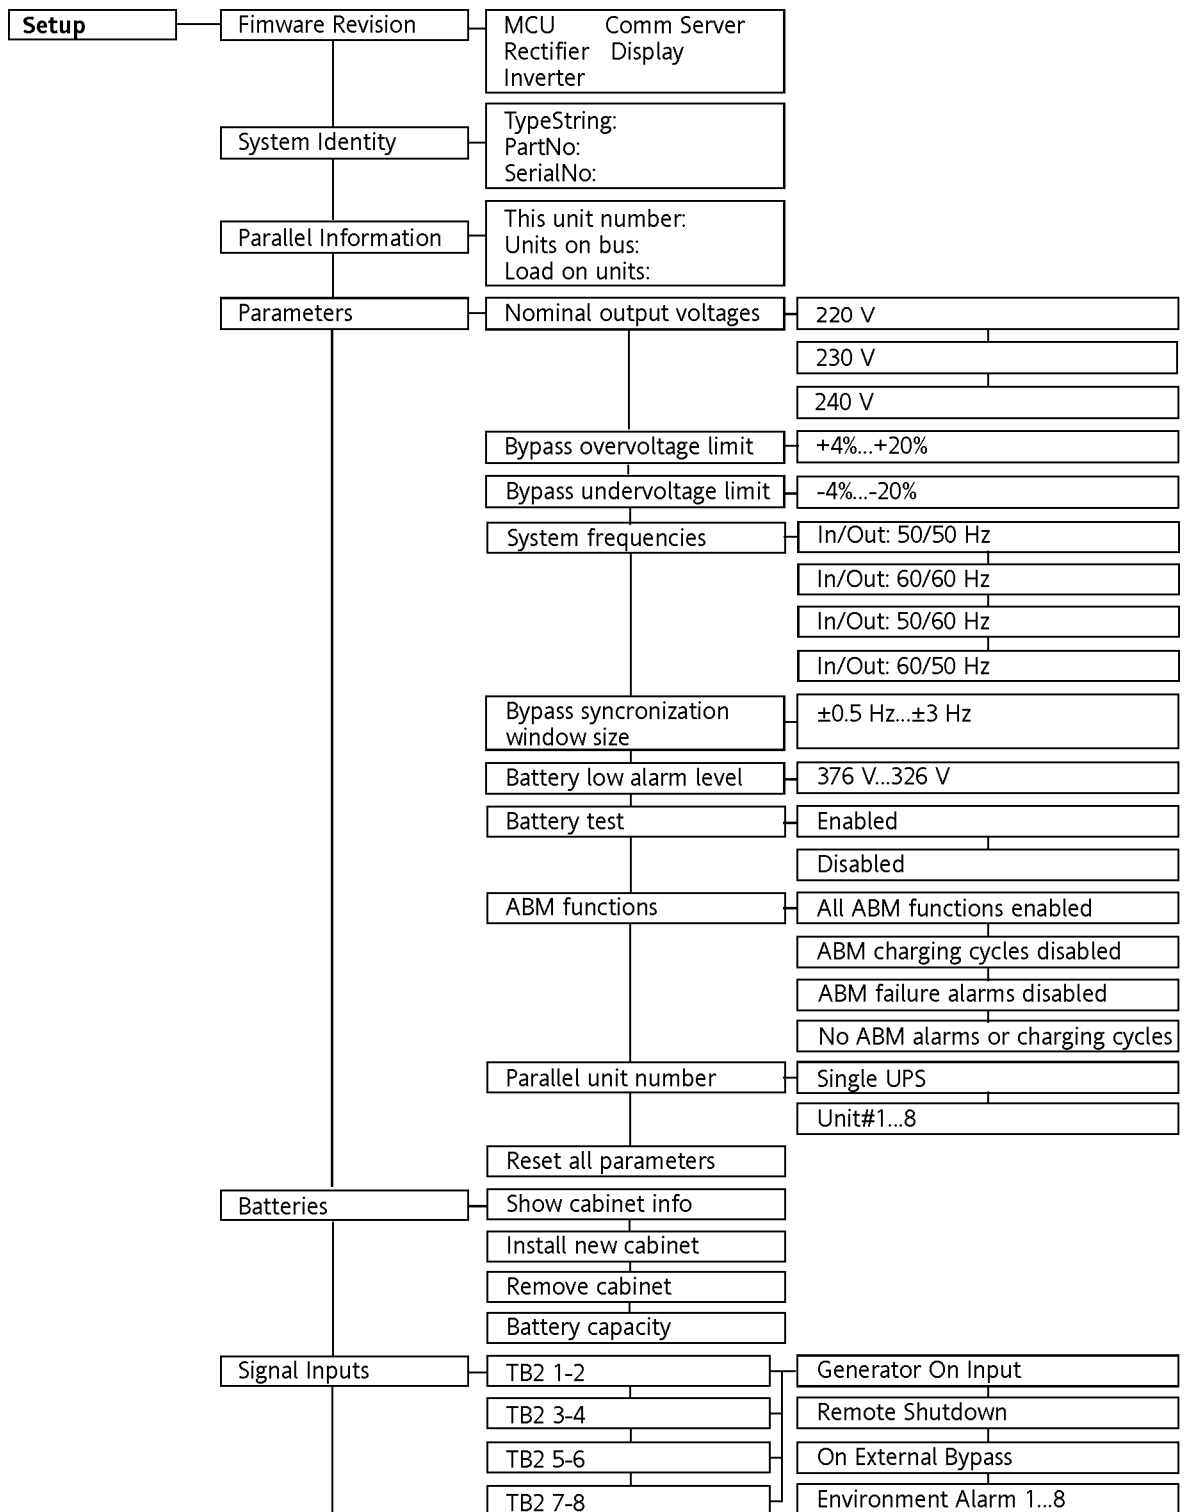 Setup
Fimware Revision
MCU Comm Server
Rectifier Display
Inverter
System Identity
TypeString:
PartNo:
SerialNo:
Parallel Information
This unit number:
Units on bus:
Load on units:
Parameters
Nominal output voltages
220 V
230 V
240 V
Bypass overvoltage limit
+4%...+20%
Bypass undervoltage limit
-4%...-20%
System frequencies
In/Out: 50/50 Hz
In/Out: 60/60 Hz
In/Out: 50/60 Hz
In/Out: 60/50 Hz
Bypass syncronization
window size
±0.5 Hz...±3 Hz
Battery low alarm level
376 V...326 V
Battery test
Enabled
Disabled
ABM functions
All ABM functions enabled
ABM charging cycles disabled
ABM failure alarms disabled
No ABM alarms or charging cycles
Parallel unit number
Single UPS
Unit#1...8
Reset all parameters
Batteries
Show cabinet info
Install new cabinet
Remove cabinet
Battery capacity
Signal Inputs
TB2 1-2
Generator On Input
TB2 3-4
Remote Shutdown
TB2 5-6
On External Bypass
TB2 7-8
Environment Alarm 1...8